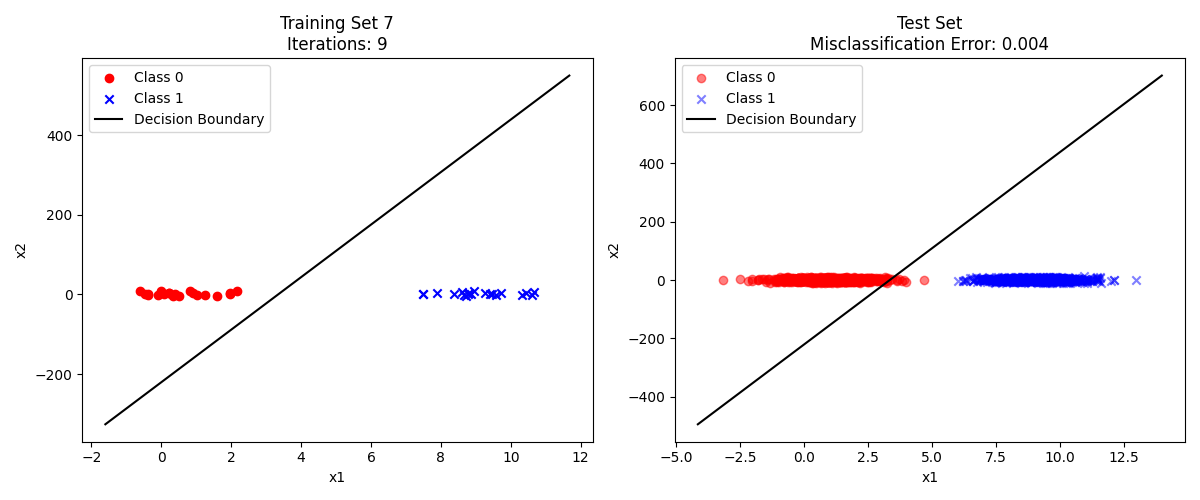 Training Set 7
Iterations: 9
Class 0
Class 1
Decision Boundary
400
200
0
−200
x2
−2
0
2
4
6
8
10
12
x1
Test Set
Misclassification Error: 0.004
Class 0
Class 1
Decision Boundary
600
400
200
0
−200
−400
x2
−5.0
−2.5
0.0
2.5
5.0
7.5
10.0
12.5
x1